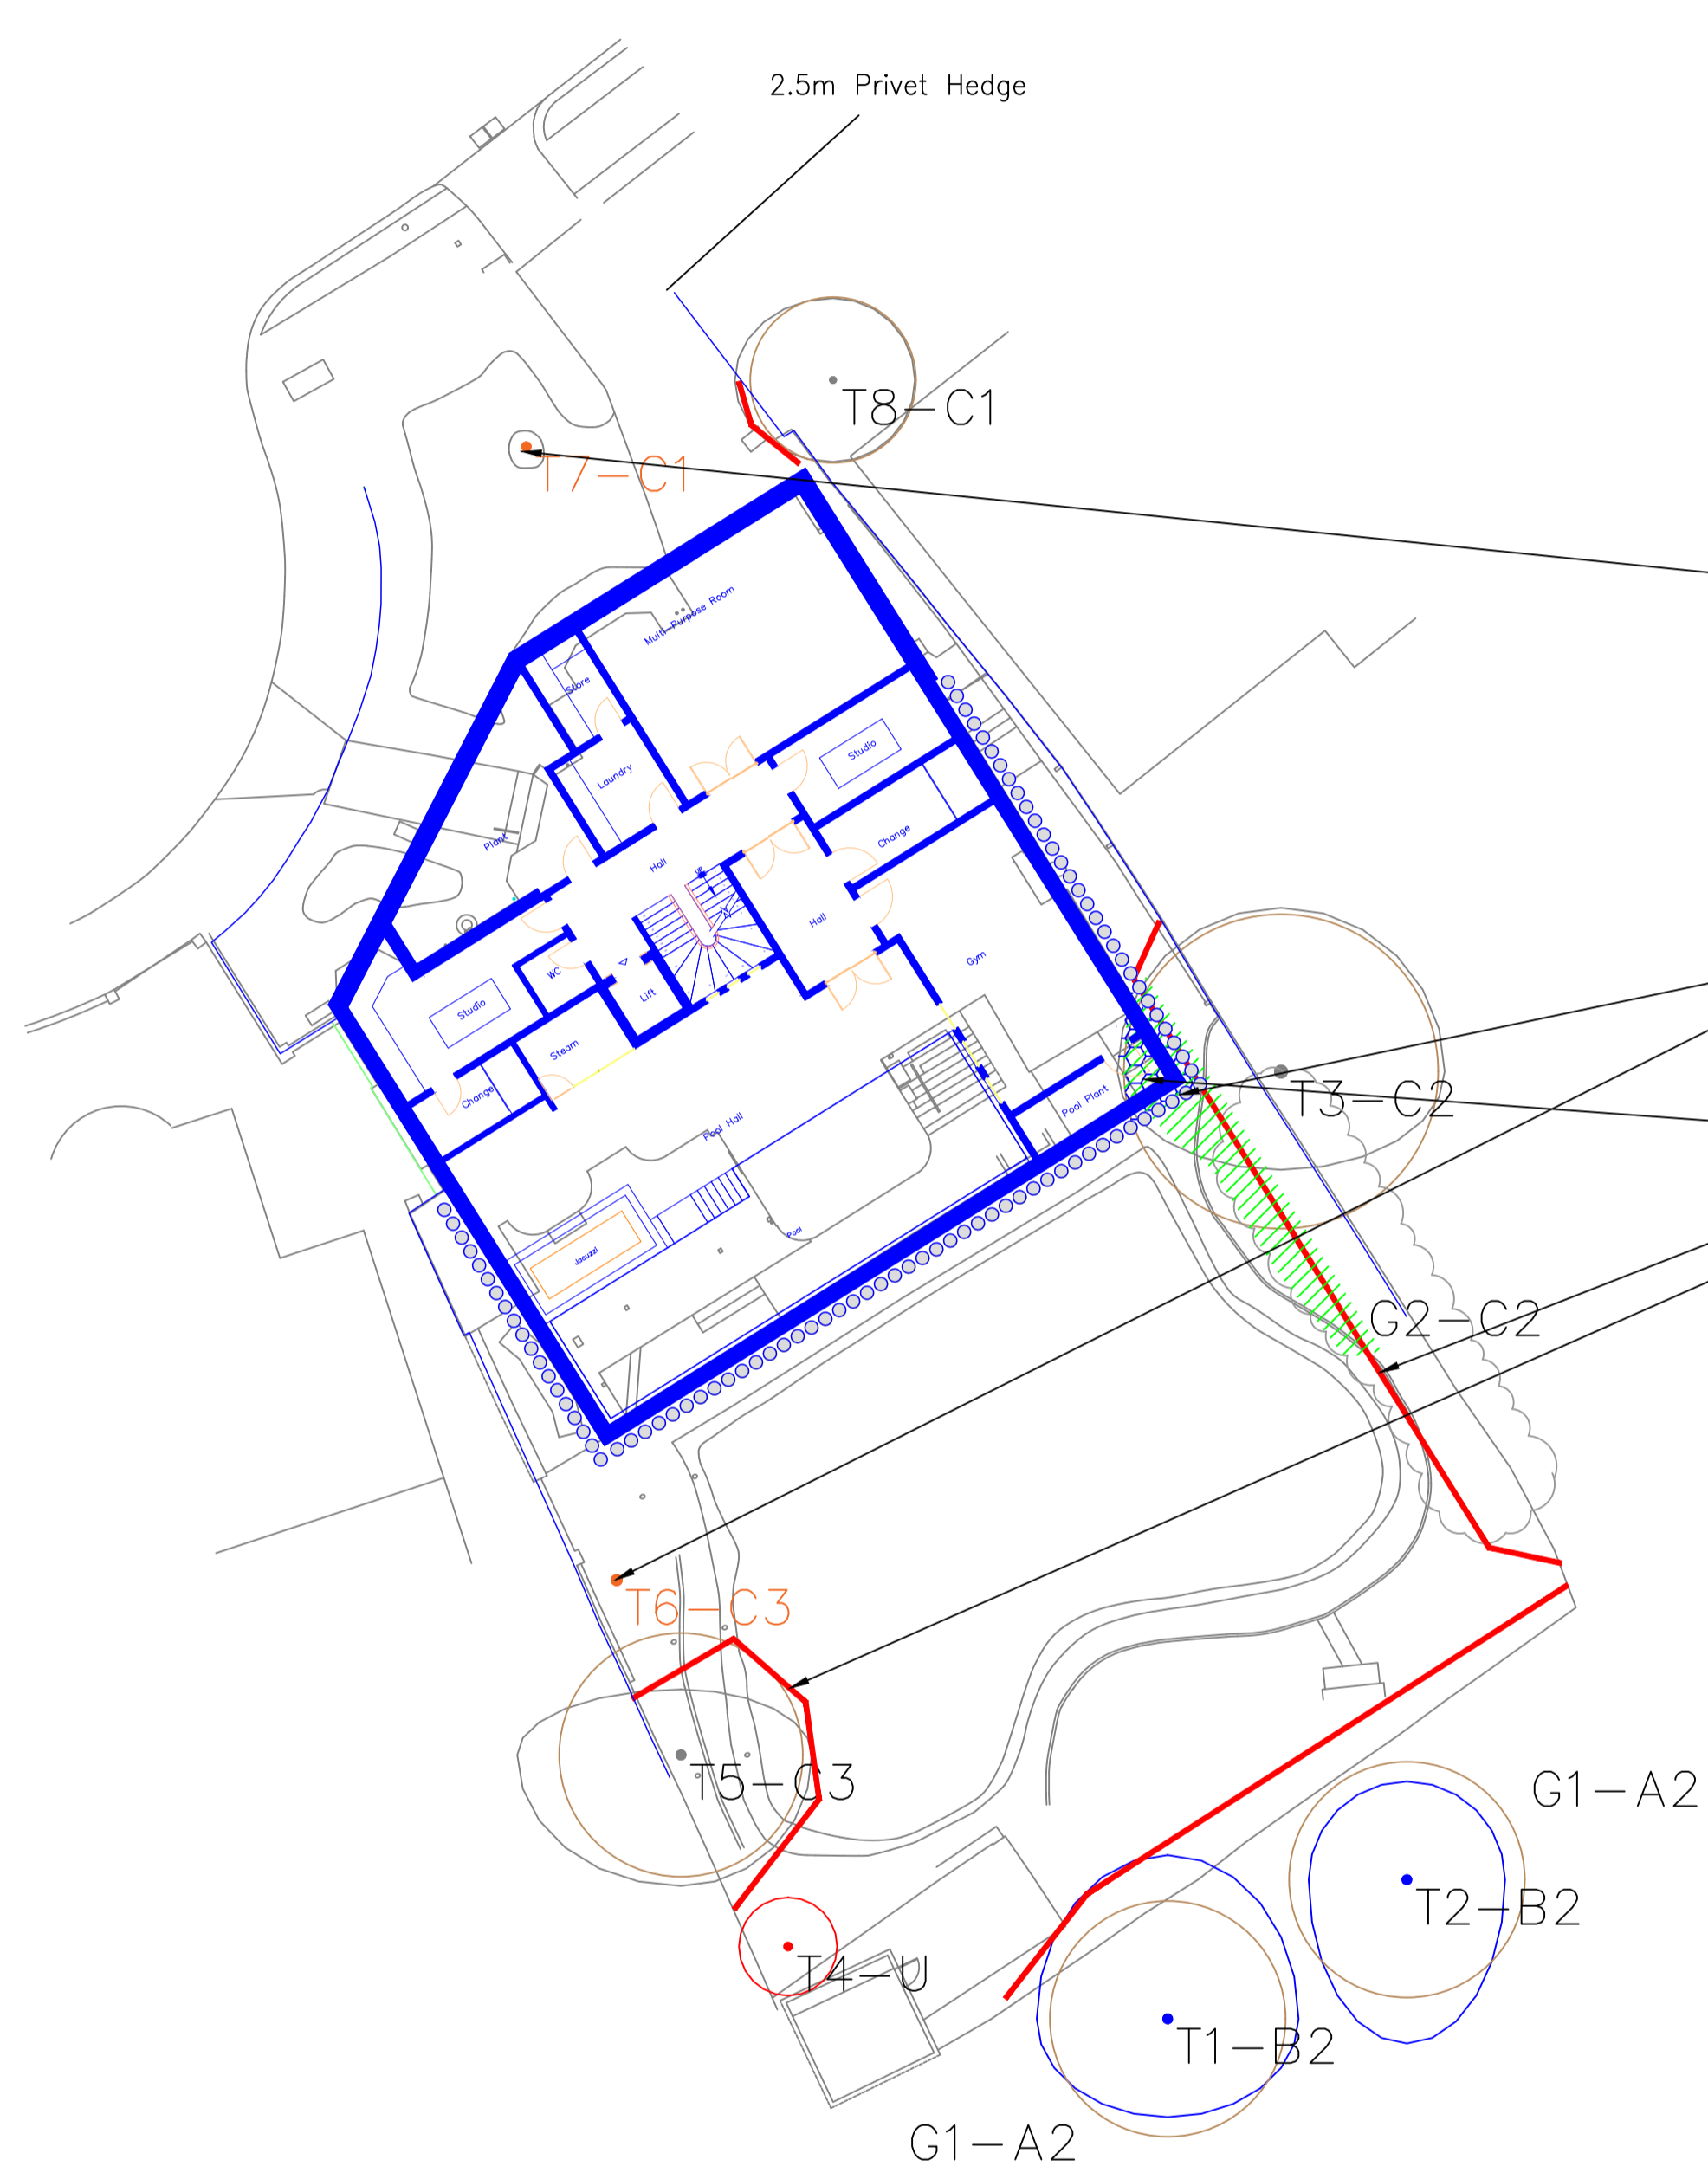 2.5m Privet Hedge
T8-C1
T7-C1
Multi-Purpose Room
Store
Studio
Laundry
Change
Plant
Hall
UP
Hall
Gym
WC
Lift
Studio
Steam
Change
Pool Plant
T3-C2
Pool Hall
Pool
Jacuzzi
G2-C2
T6-C3
T5-C3
G1-A2
T2-B2
T4-U
T1-B2
G1-A2